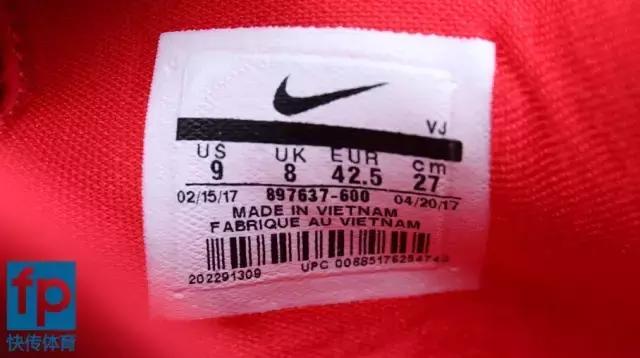 VJ
US UK EUR cm
9 8 42.5 27
02/15/17 897637-600 04/20/17
MADE IN VIETNAM
FABRIQUE AU VIETNAM
202291309 UPC
fp
快传体育